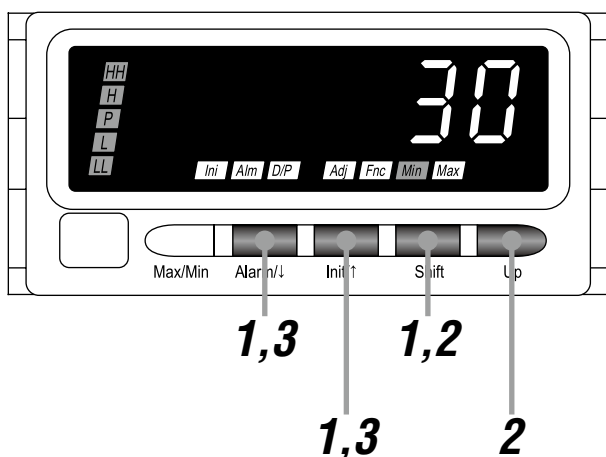 HH
30
H
P
L
LL
Ini Alm D/P Adj Fnc Min Max
Max/Min Alarm/↓ Init/↑ Shift Up
1,3 1,2
1,3 2